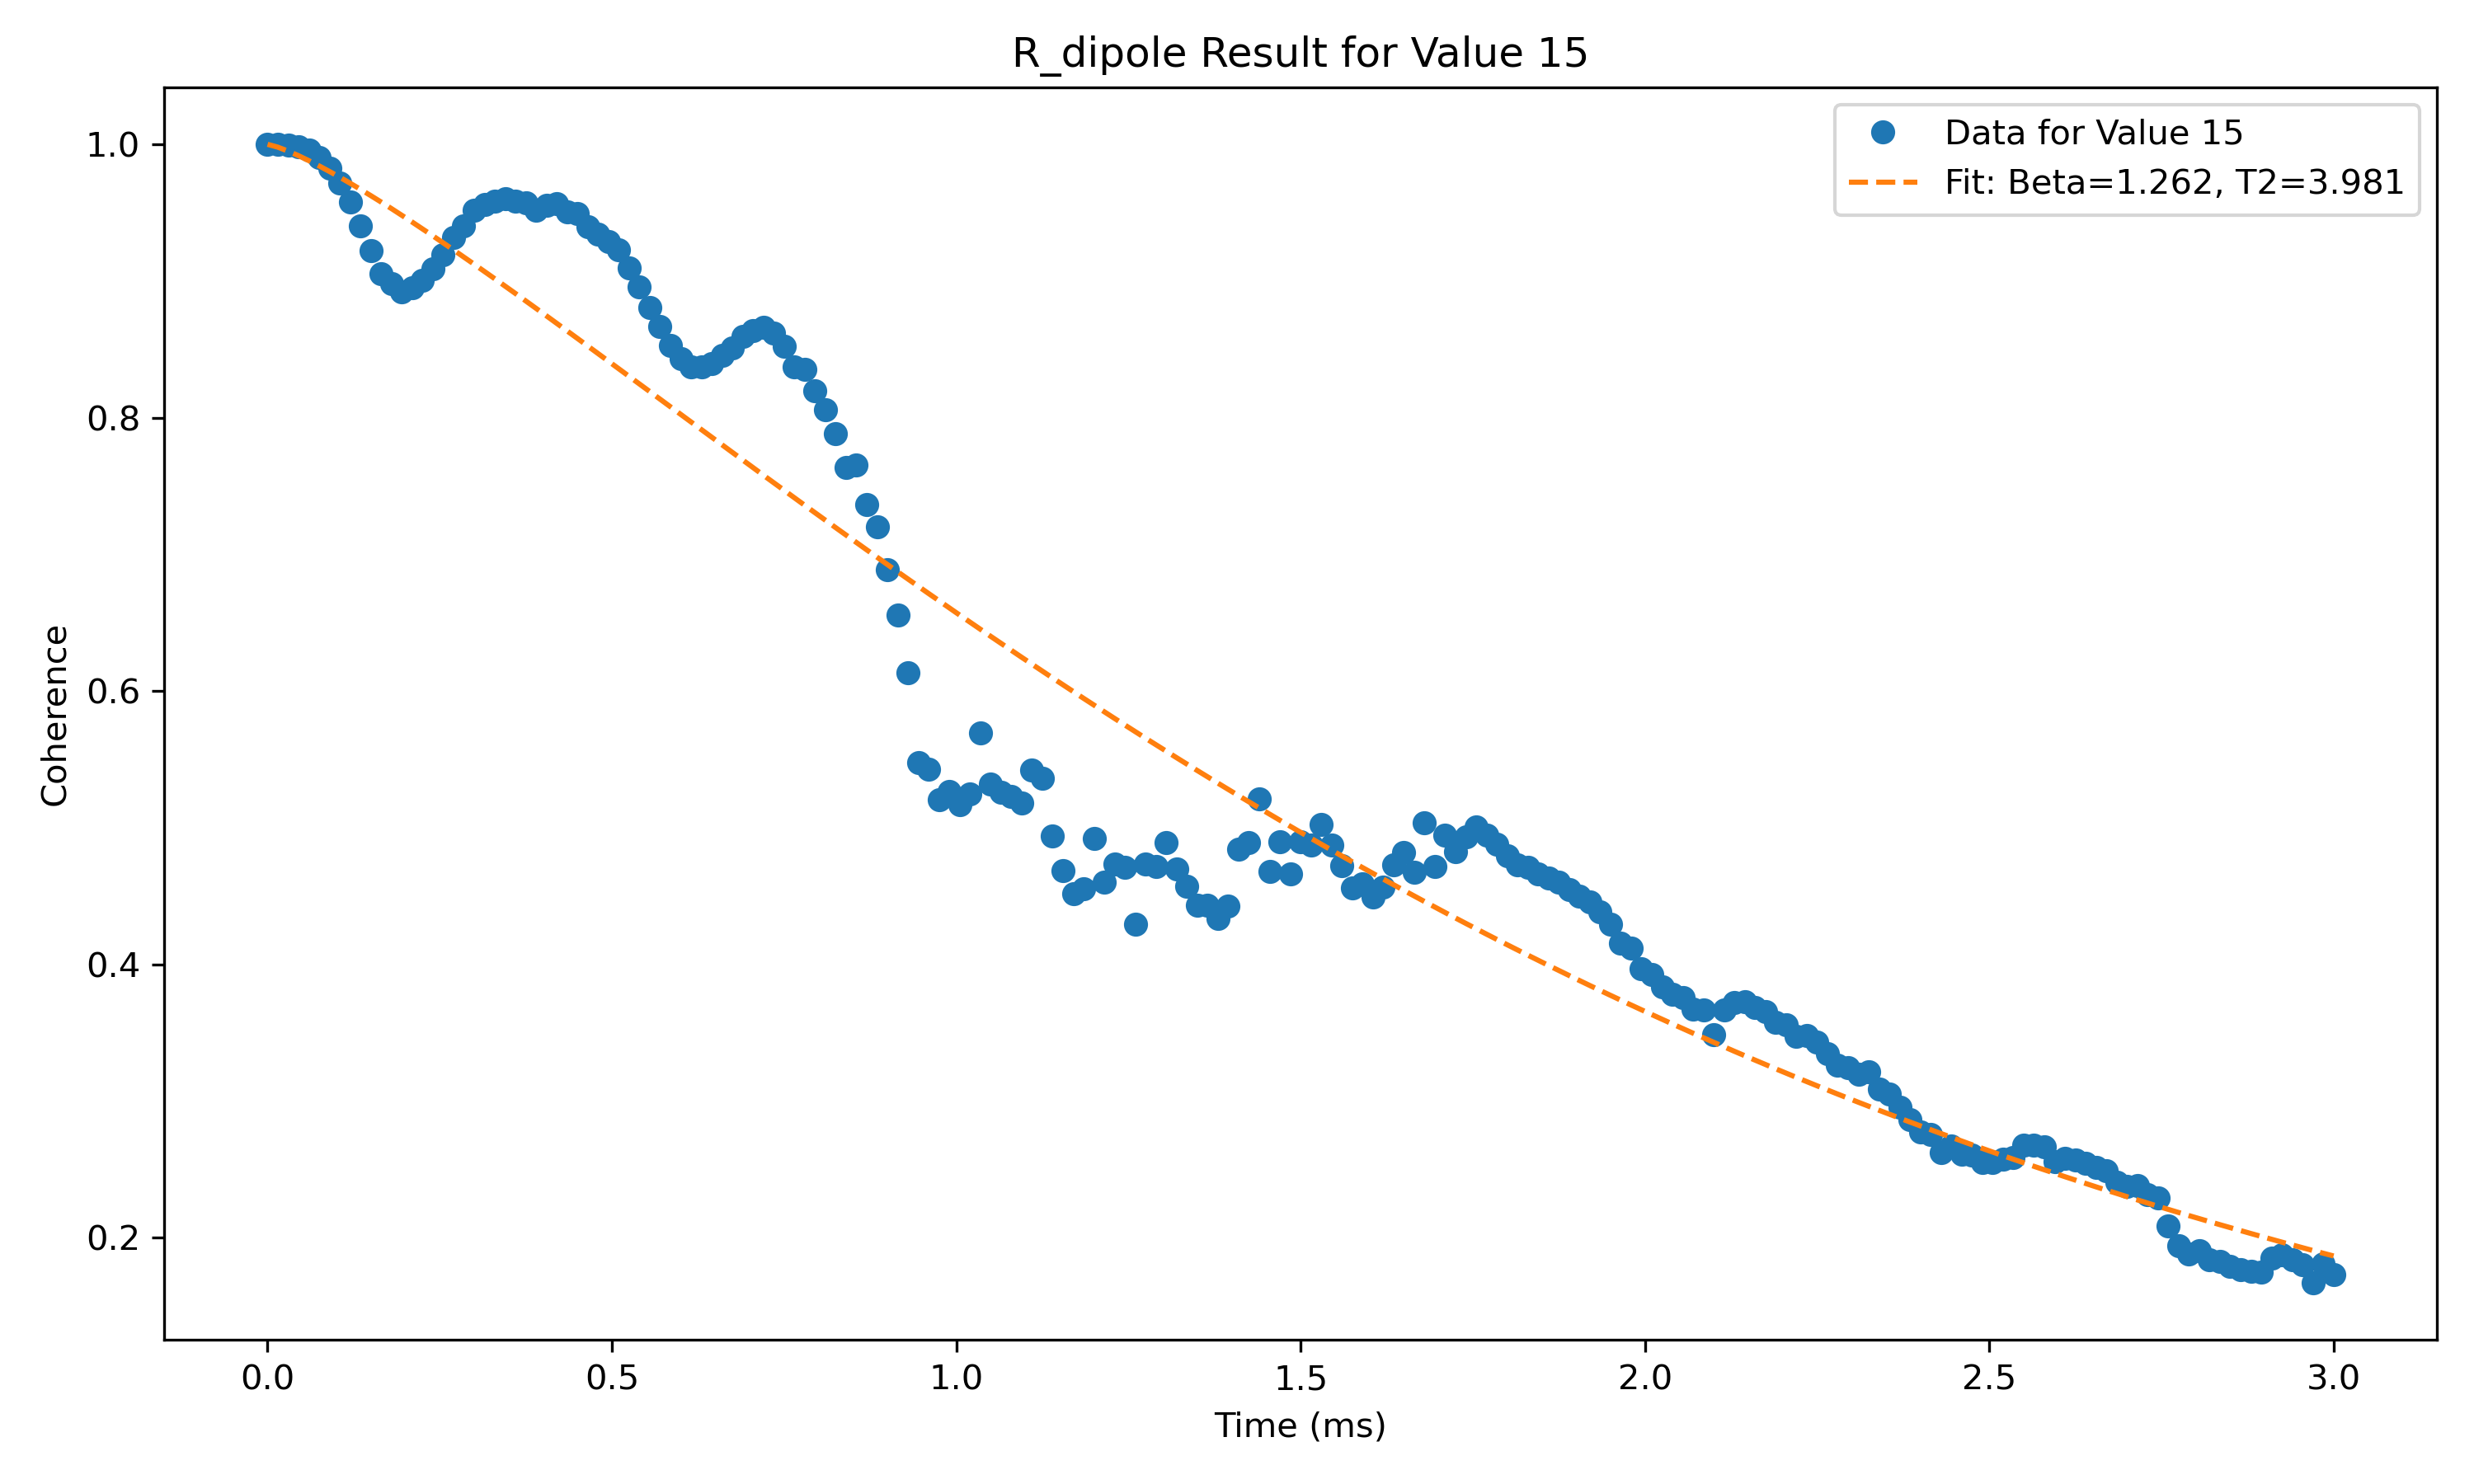 R_dipole Result for Value 15
Data for Value 15
Fit: Beta=1.262, T2=3.981
Coherence
1.0
0.8
0.6
0.4
0.2
0.0 0.5 1.0 1.5 2.0 2.5 3.0
Time (ms)